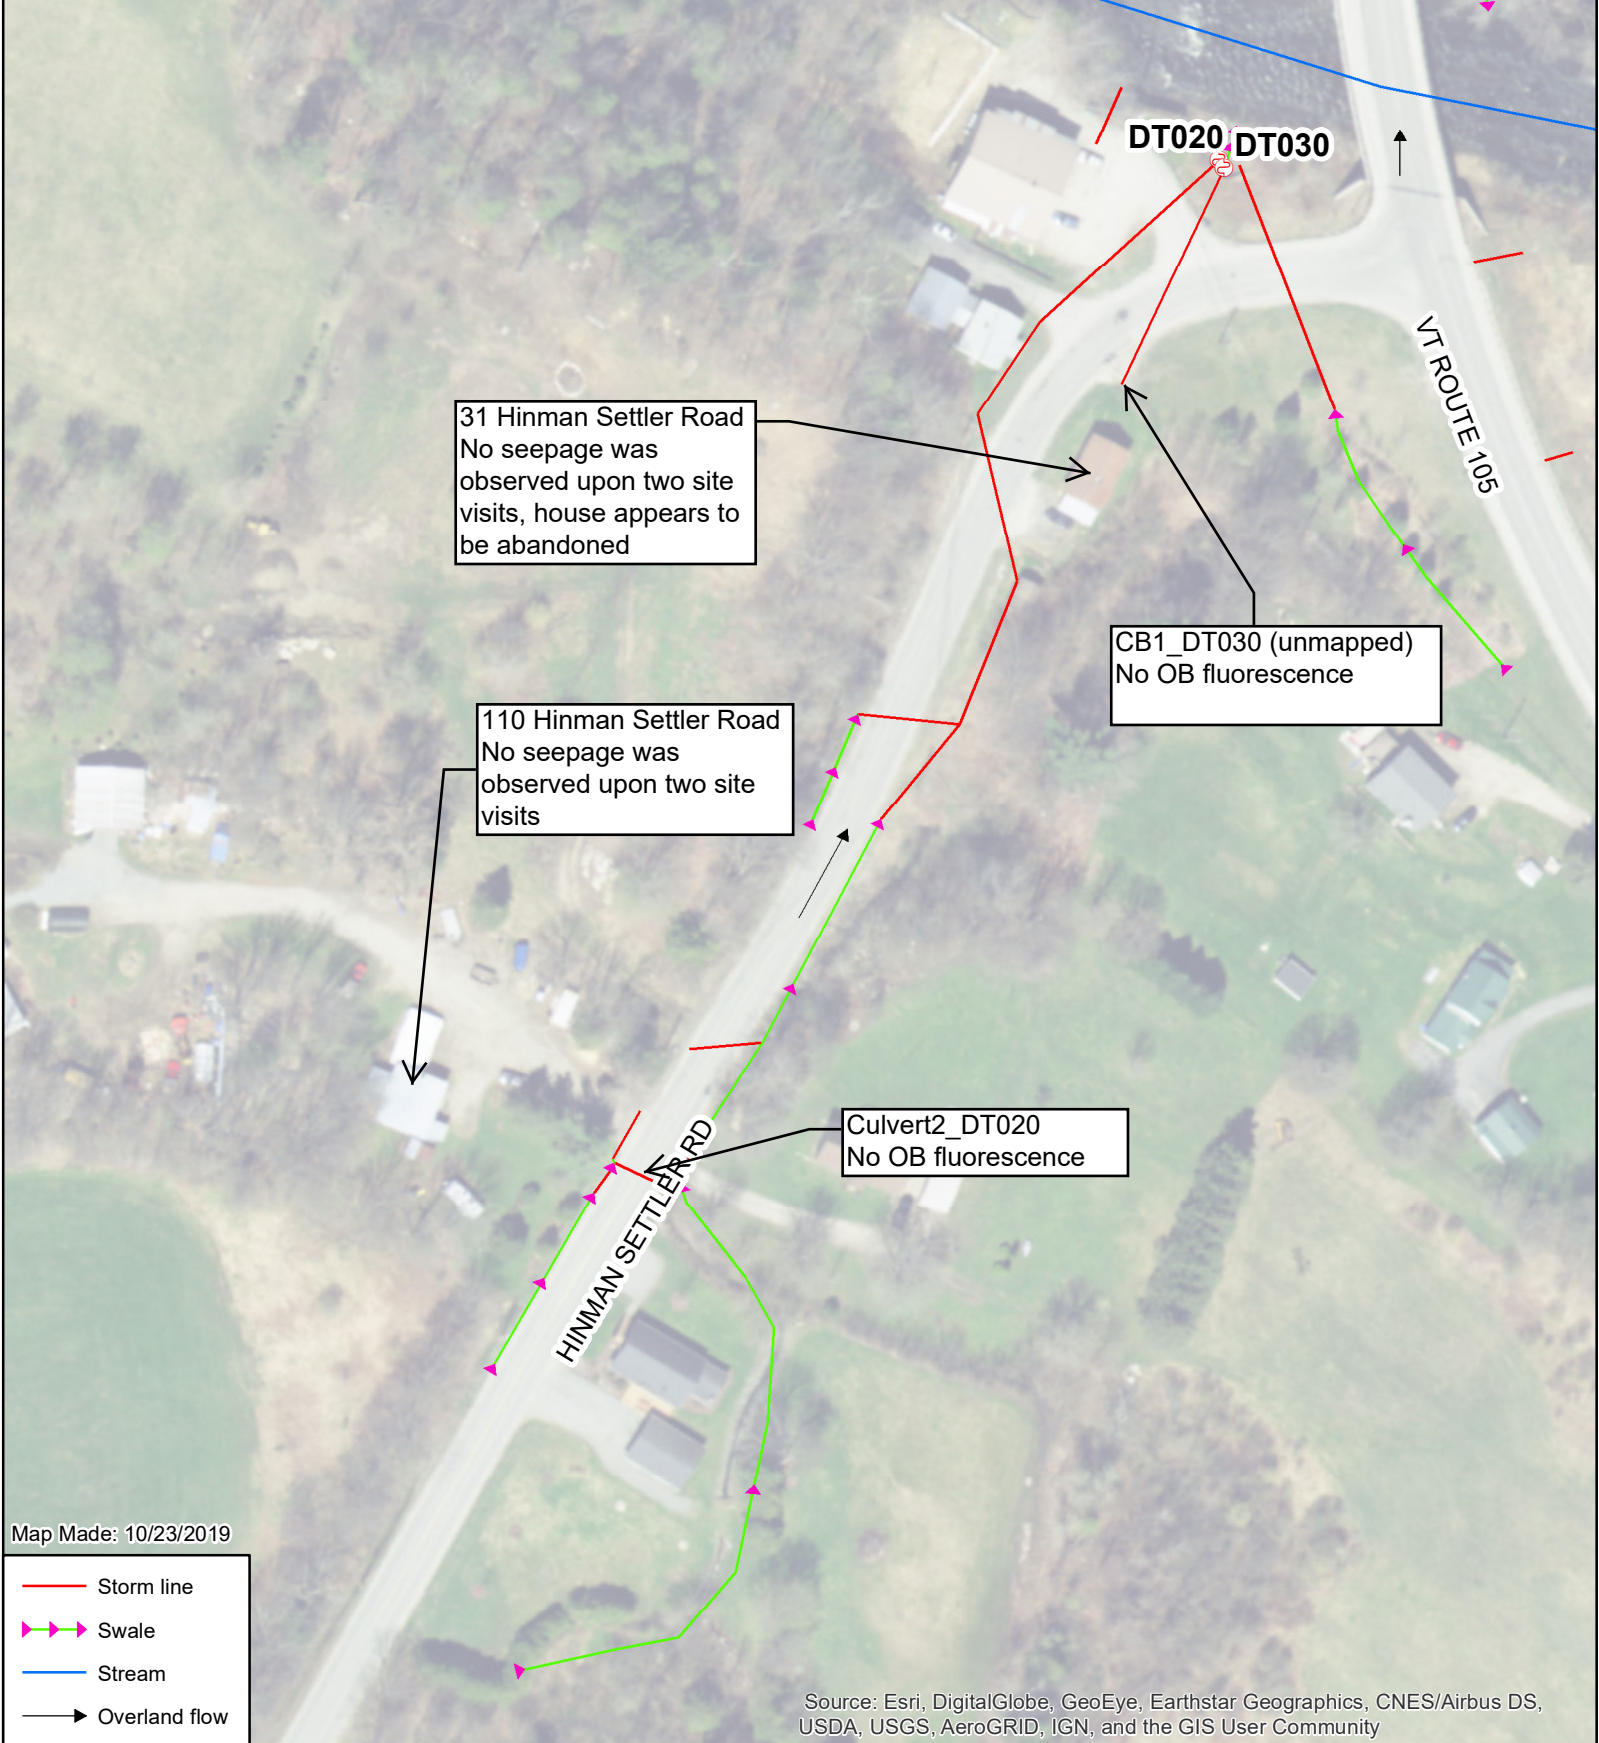 DT020
DT030
VT ROUTE 105
31 Hinman Settler Road
No seepage was
observed upon two site
visits, house appears to
be abandoned
CB1_DT030 (unmapped)
No OB fluorescence
110 Hinman Settler Road
No seepage was
observed upon two site
visits
Culvert2_DT020
No OB fluorescence
HINMAN SETTLER RD
Map Made: 10/23/2019
Storm line
Swale
Stream
Overland flow
Source: Esri, DigitalGlobe, GeoEye, Earthstar Geographics, CNES/Airbus DS,
USDA, USGS, AeroGRID, IGN, and the GIS User Community